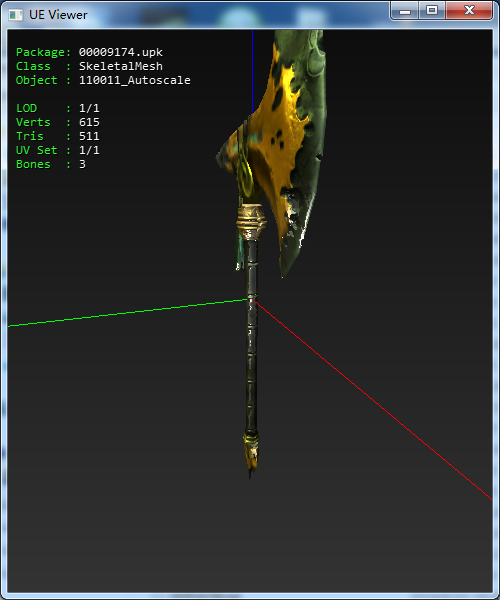 UE Viewer
Package: 00009174.upk
Class : SkeletalMesh
Object : 110011_Autoscale
LOD : 1/1
Verts : 615
Tris : 511
UV Set : 1/1
Bones : 3